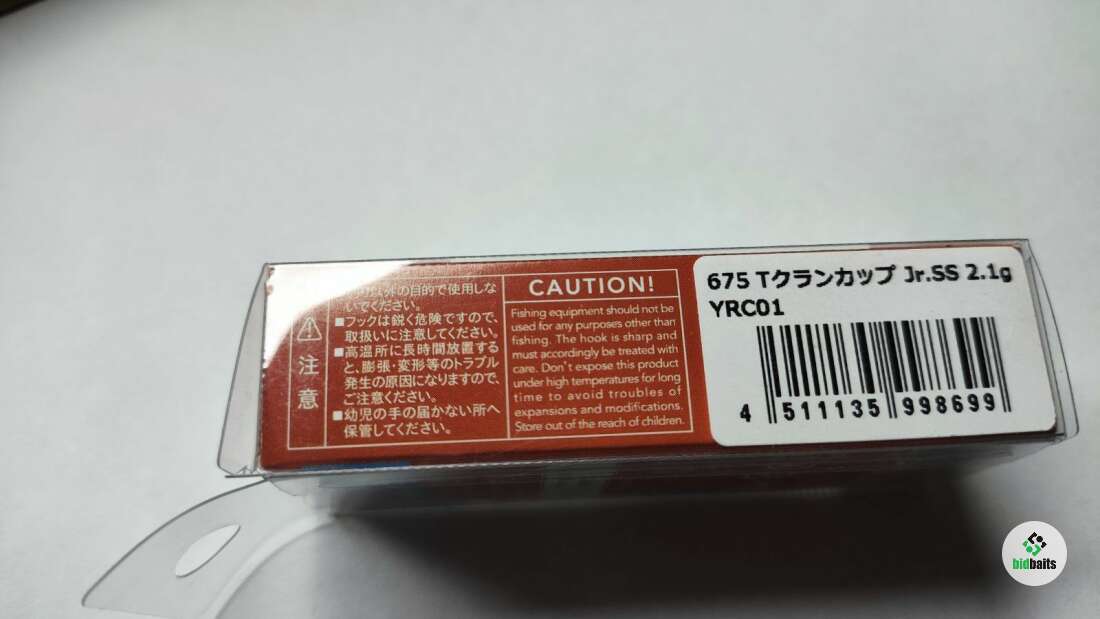 の目的で使用しな
いでください。
■フックは鋭く危険ですので、
取扱いに注意してください。
■高温所に長時間放置する
と、膨張・変形等のトラブル
発生の原因になりますので、
ご注意ください。
■幼児の手の届かない所へ
保管してください。
注意
CAUTION!
Fishing equipment should not be
used for any purposes other than
fishing. The hook is sharp and
must accordingly be treated with
care. Don't expose this product
under high temperatures for long
time to avoid troubles of
expansions and modifications.
Store out of the reach of children.
675 Tクランカップ Jr.SS 2.1g
YRC01
4 511135 998699
bidbaits